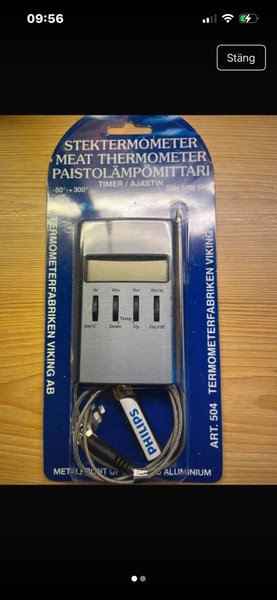 09:56
Stäng
STEKTERMOMETER
MEAT THERMOMETER
PAISTOLÄMPÖMITTARI
TIMER / AJASTIN
-50°-+300°
THERMOMETERFABRIKEN VIKING AB
Hr Min Sec Alarm
Temp
300°C Down Up On/Off
PHILIPS
ART. 504 TERMOMETERFABRIKEN VIKING
ALUMINIUM